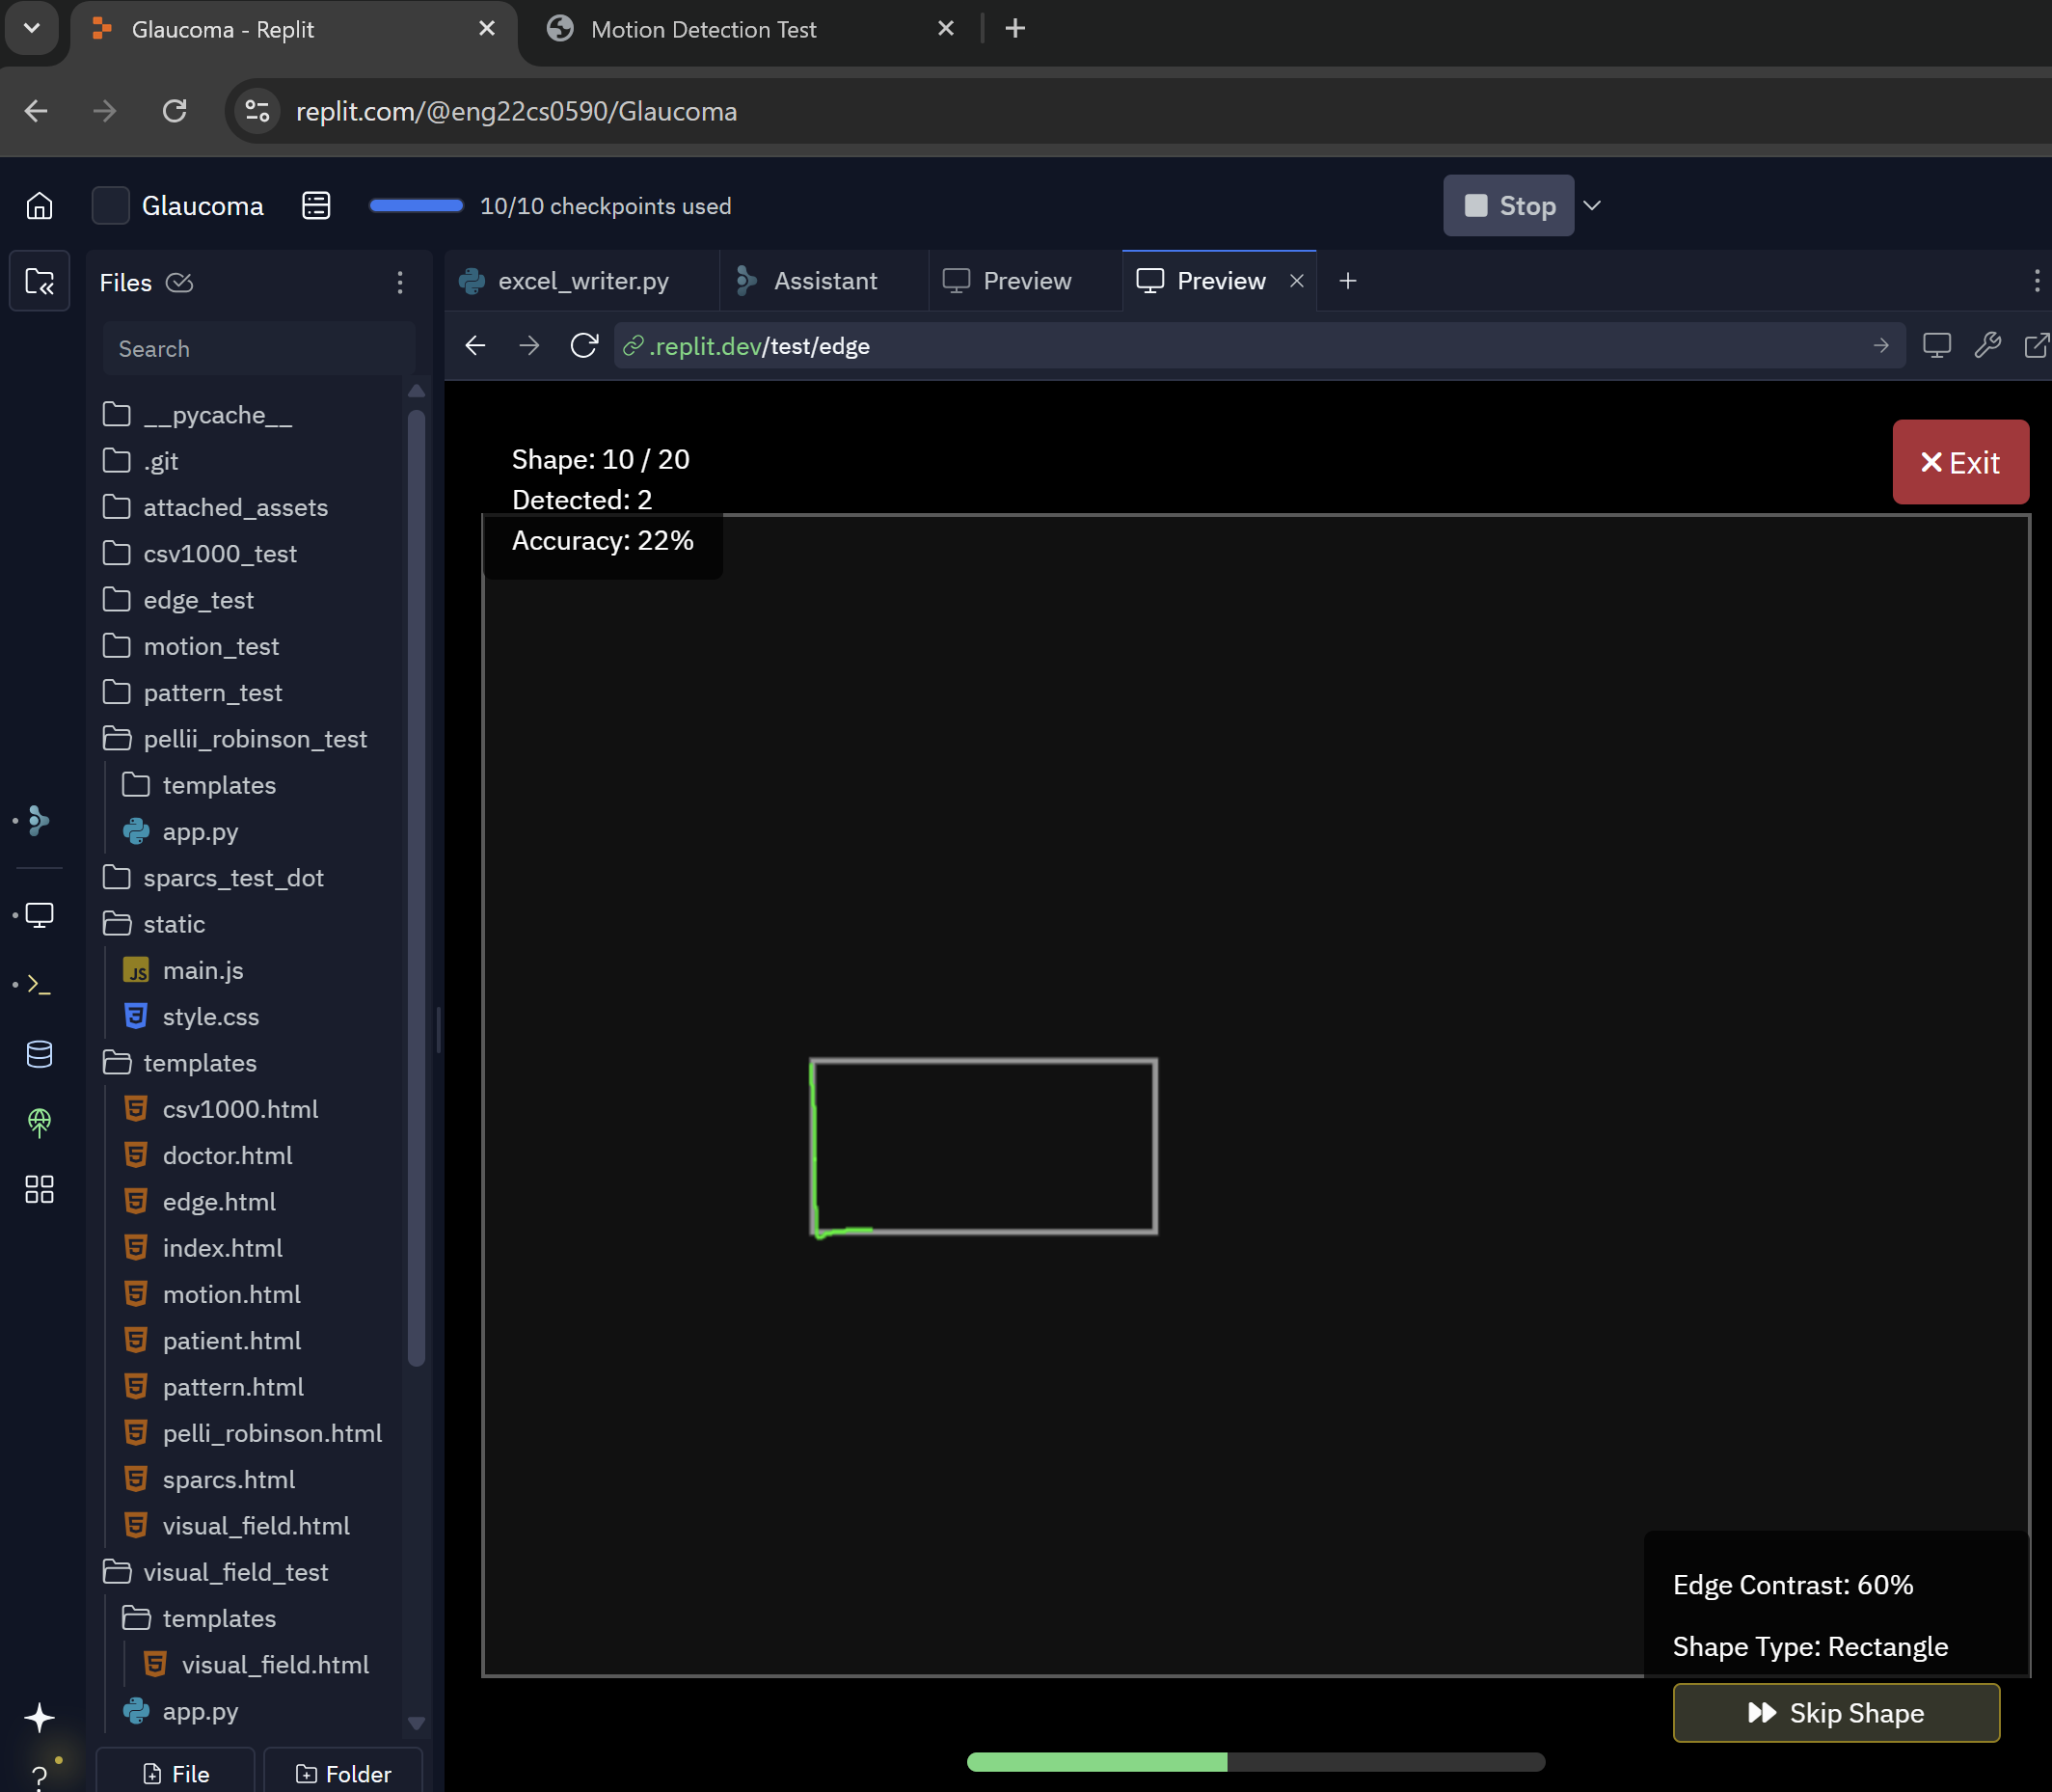 Glaucoma - Replit
Motion Detection Test
replit.com/@eng22cs0590/Glaucoma
Glaucoma
10/10 checkpoints used
Stop
Files
excel_writer.py
Assistant
Preview
Preview
Search
.replit.dev/test/edge
__pycache__
.git
attached_assets
csv1000_test
edge_test
motion_test
pattern_test
pellii_robinson_test
templates
app.py
sparcs_test_dot
static
JS main.js
style.css
templates
csv1000.html
doctor.html
edge.html
index.html
motion.html
patient.html
pattern.html
pelli_robinson.html
sparcs.html
visual_field.html
visual_field_test
templates
visual_field.html
app.py
File
Folder
Shape: 10 / 20
Detected: 2
Accuracy: 22%
Exit
Edge Contrast: 60%
Shape Type: Rectangle
Skip Shape